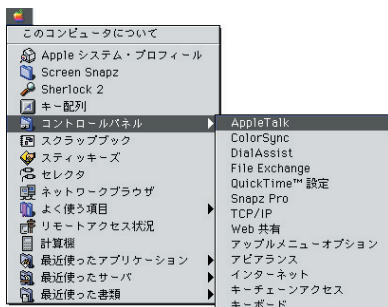 このコンピュータについて
Apple システム・プロフィール
Screen Snapz
Sherlock 2
キー配列
コントロールパネル
スクラップブック
スティッキーズ
セレクタ
ネットワークブラウザ
よく使う項目
リモートアクセス状況
計算機
最近使ったアプリケーション
最近使ったサーバ
最近使った書類
AppleTalk
ColorSync
DialAssist
File Exchange
QuickTime™ 設定
Snapz Pro
TCP/IP
Web 共有
アップルメニューオプション
アピアランス
インターネット
キーチェーンアクセス
キーボード